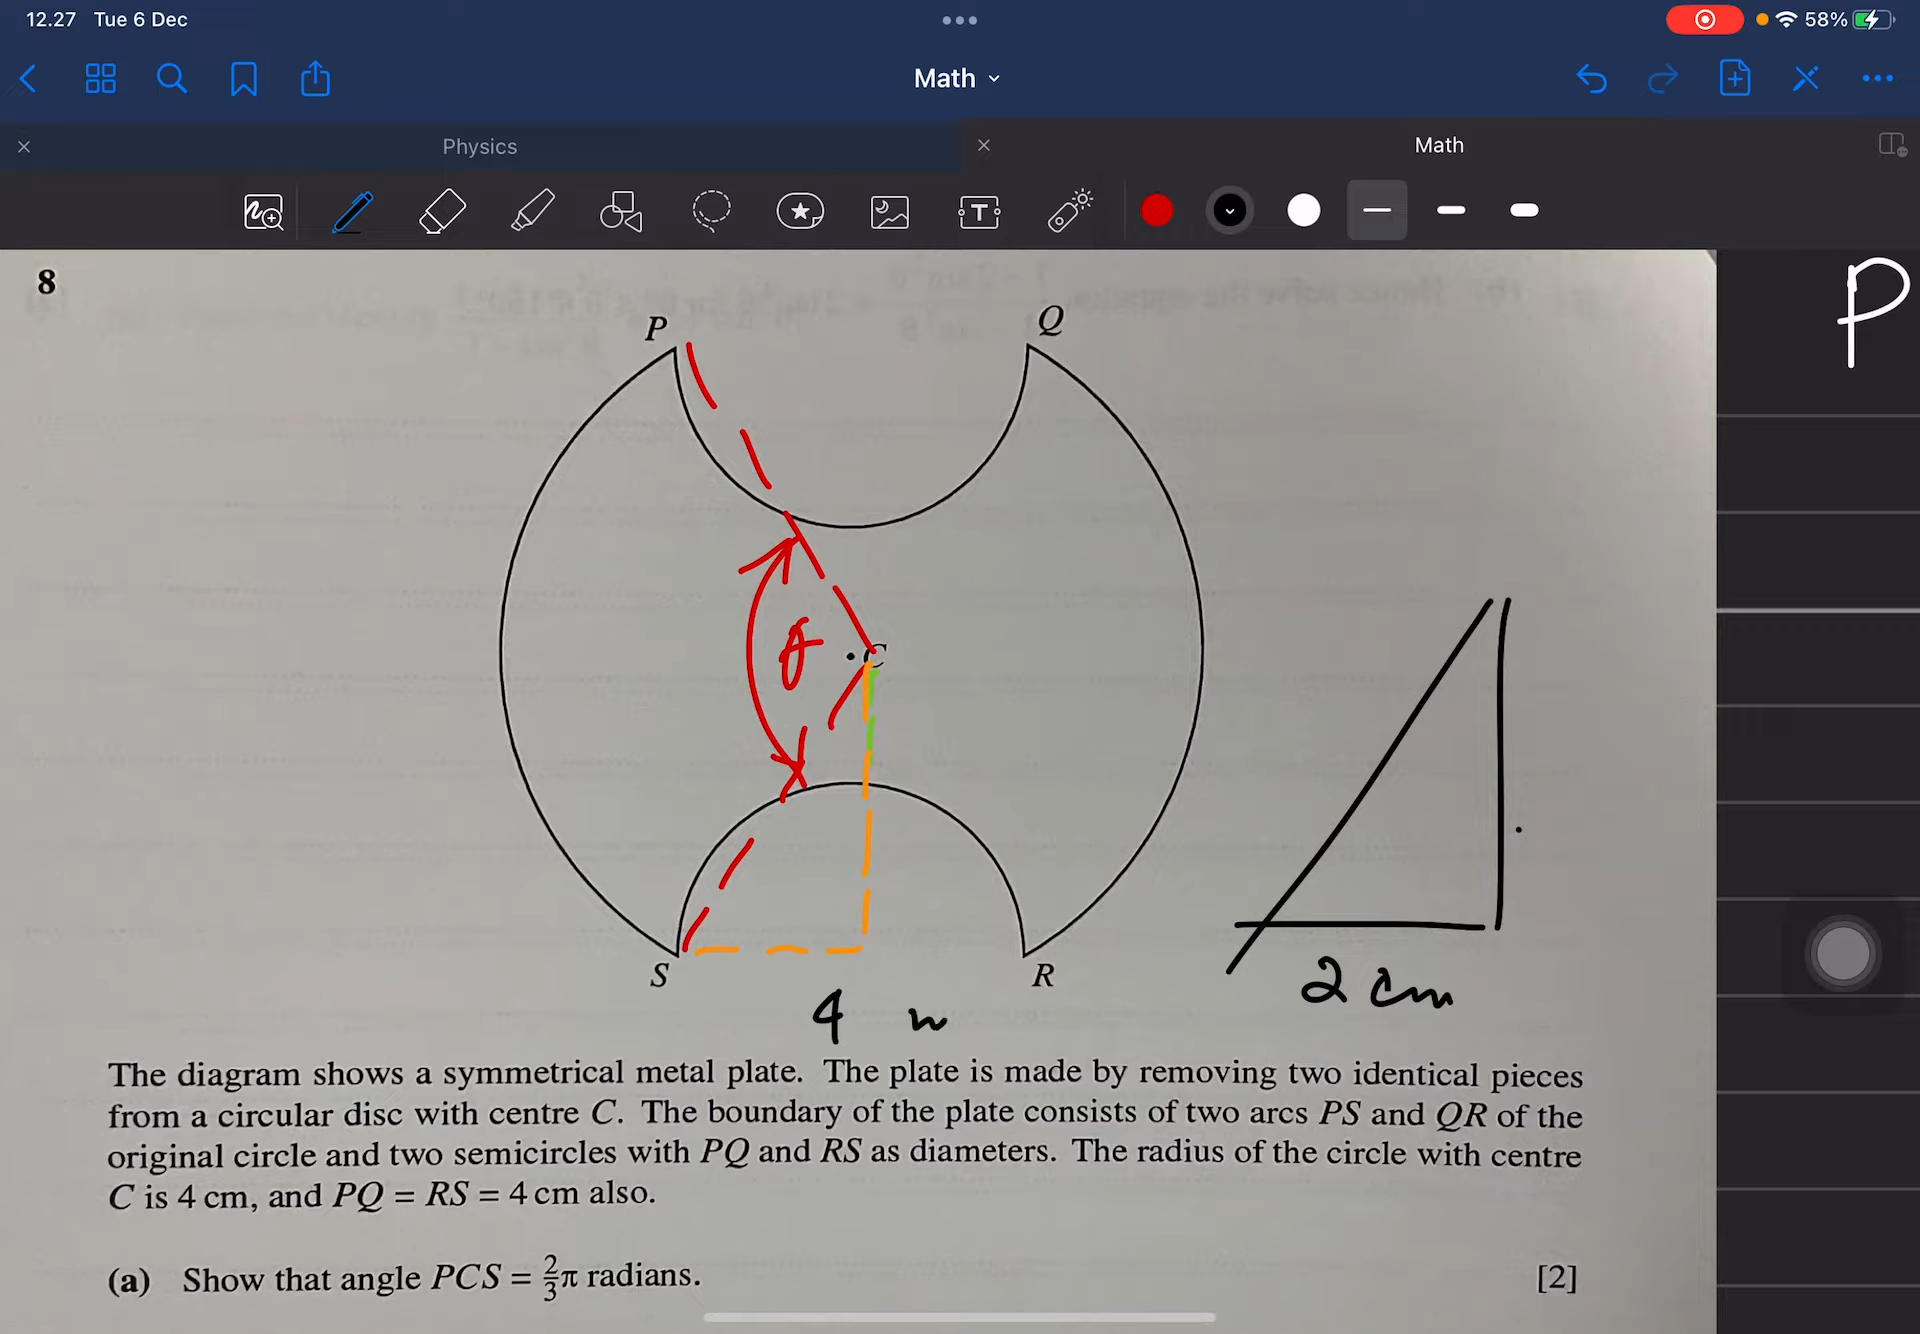 12.27 Tue 6 Dec
58%
Math
Physics
Math
T
8
P
P
Q
θ
C
S
R
4
2 cm
The diagram shows a symmetrical metal plate. The plate is made by removing two identical pieces
from a circular disc with centre C. The boundary of the plate consists of two arcs PS and QR of the
original circle and two semicircles with PQ and RS as diameters. The radius of the circle with centre
C is 4 cm, and PQ = RS = 4 cm also.
(a) Show that angle PCS = 2/3 π radians. [2]